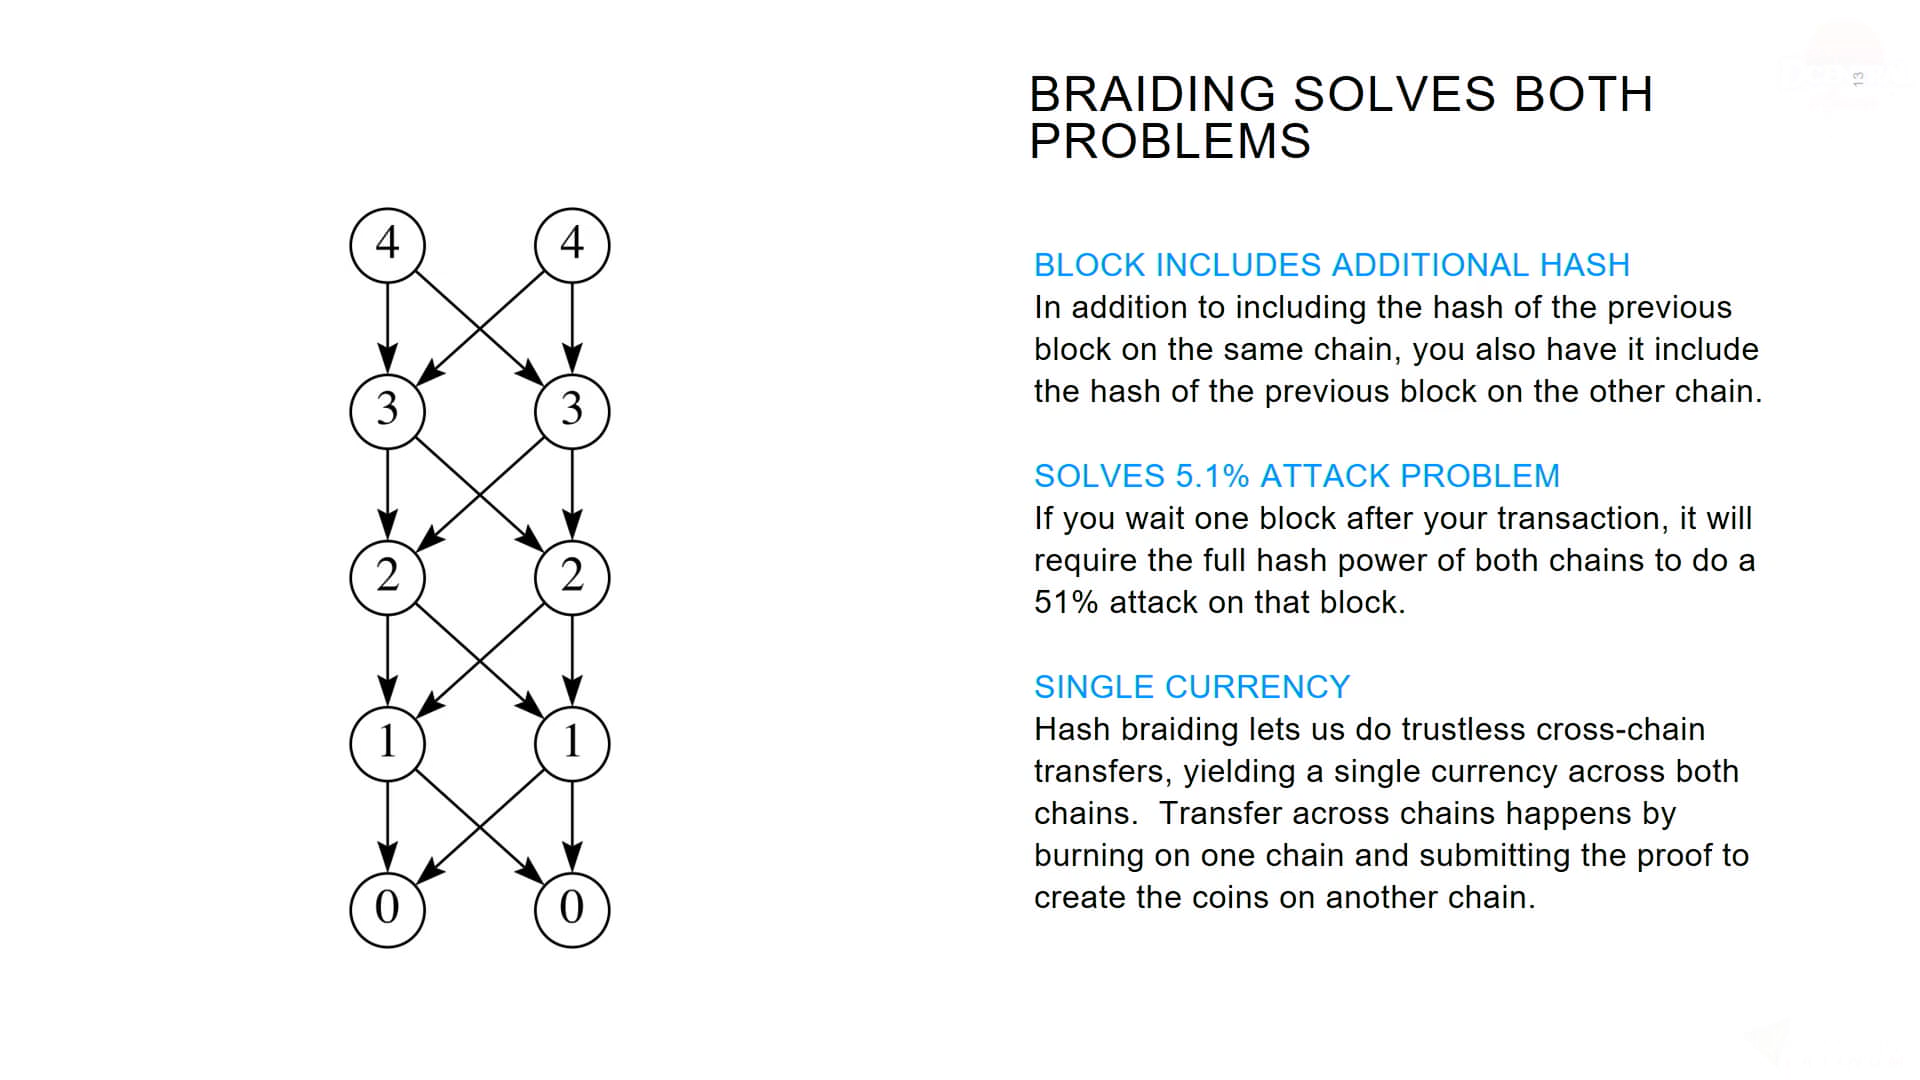 BRAIDING SOLVES BOTH
PROBLEMS
13
4 4
3 3
2 2
1 1
0 0
BLOCK INCLUDES ADDITIONAL HASH
In addition to including the hash of the previous
block on the same chain, you also have it include
the hash of the previous block on the other chain.
SOLVES 5.1% ATTACK PROBLEM
If you wait one block after your transaction, it will
require the full hash power of both chains to do a
51% attack on that block.
SINGLE CURRENCY
Hash braiding lets us do trustless cross-chain
transfers, yielding a single currency across both
chains.  Transfer across chains happens by
burning on one chain and submitting the proof to
create the coins on another chain.